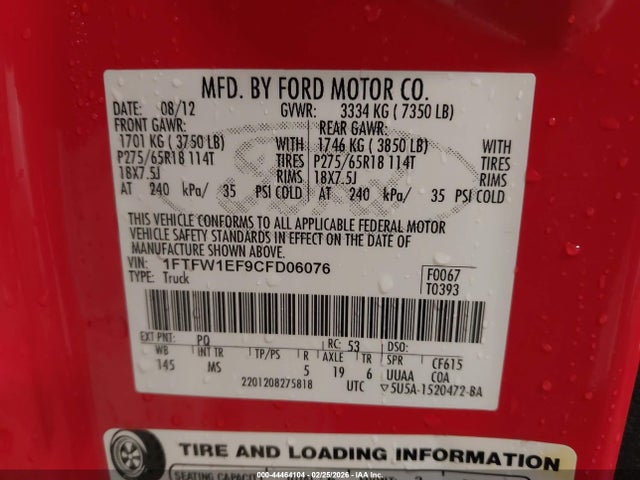 MFD. BY FORD MOTOR CO.
DATE: 08/12 GVWR: 3334 KG ( 7350 LB)
FRONT GAWR: REAR GAWR:
1701 KG ( 3750 LB) WITH 1746 KG ( 3850 LB) WITH
P275/65R18 114T TIRES P275/65R18 114T TIRES
18X7.5J RIMS 18X7.5J RIMS
AT 240 kPa/ 35 PSI COLD AT 240 kPa/ 35 PSI COLD
THIS VEHICLE CONFORMS TO ALL APPLICABLE FEDERAL MOTOR
VEHICLE SAFETY STANDARDS IN EFFECT ON THE DATE OF
MANUFACTURE SHOWN ABOVE.
VIN: 1FTFW1EF9CFD06076 F0067
TYPE: Truck T0393
EXT PNT: PQ RC: 53 DSO:
WB INT TR TP/PS R AXLE TR SPR CF615
145 MS 5 19 6 UUAA COA
2201208275818 UTC ▽5U5A-1520472-BA
TIRE AND LOADING INFORMATION
SEATING CAPACITY
000-44464104 - 02/25/2026 - IAA Inc.